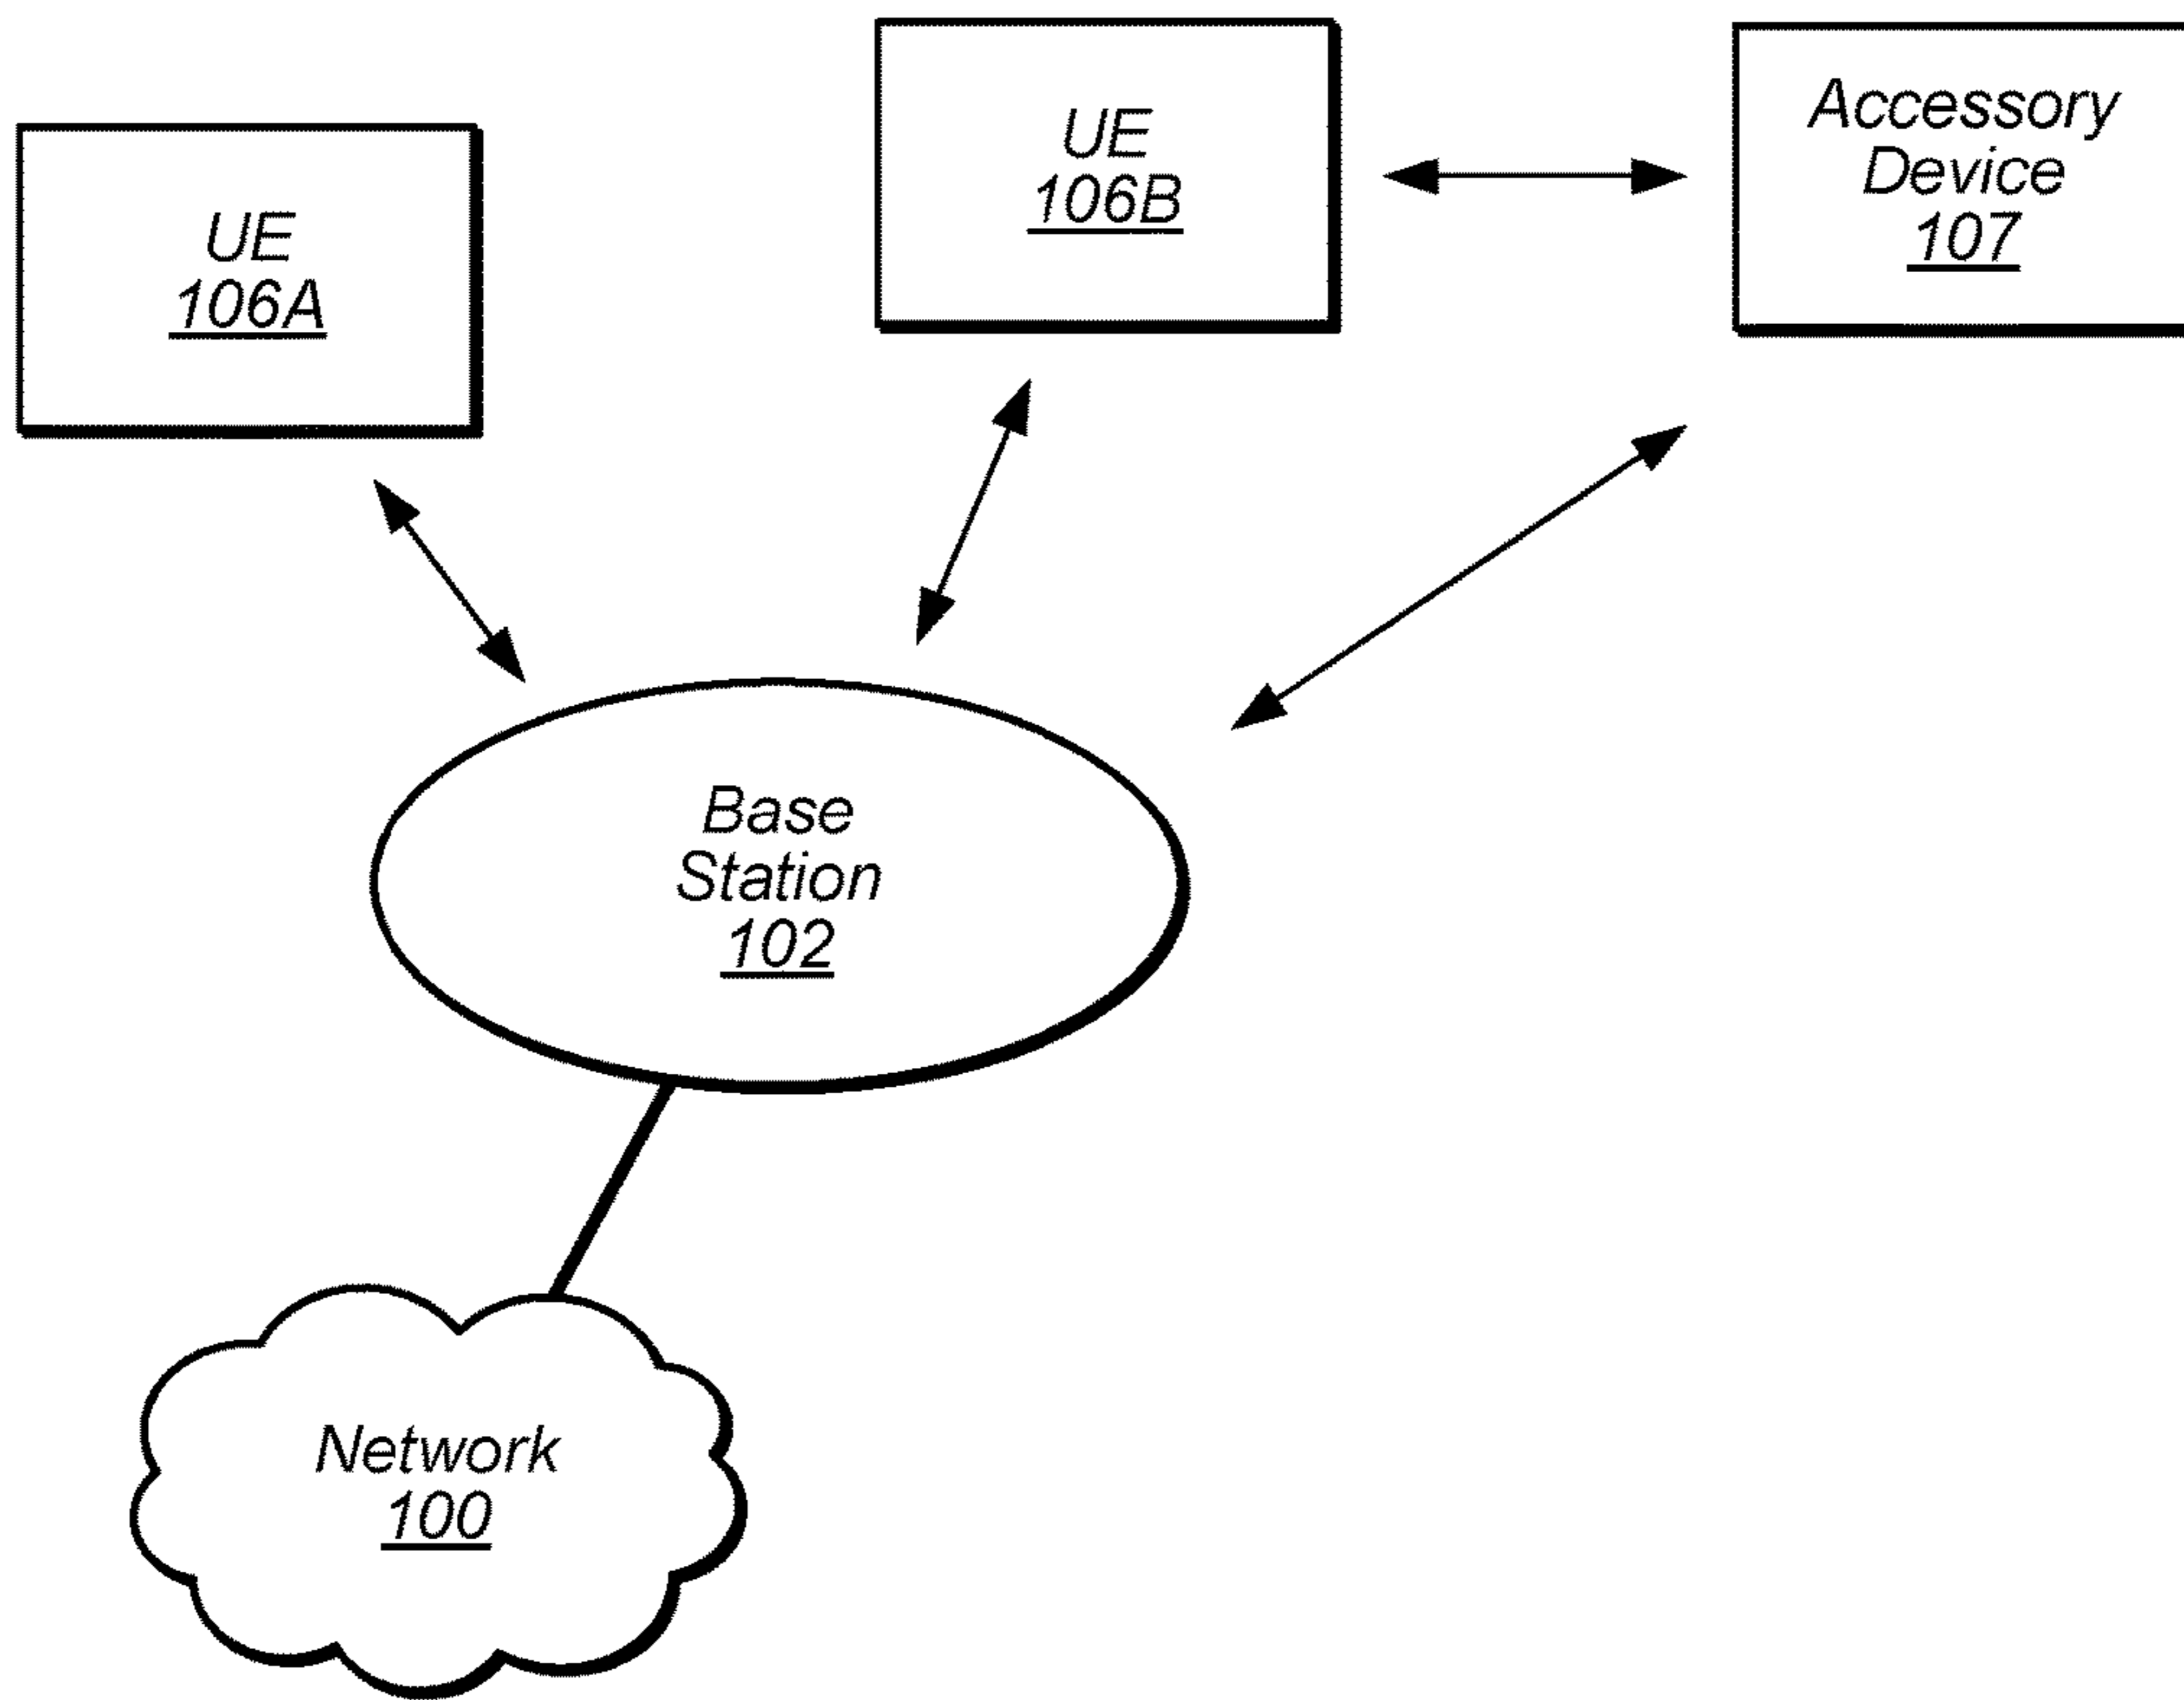 UE
106A
UE
106B
Accessory
Device
107
Base
Station
102
Network
100